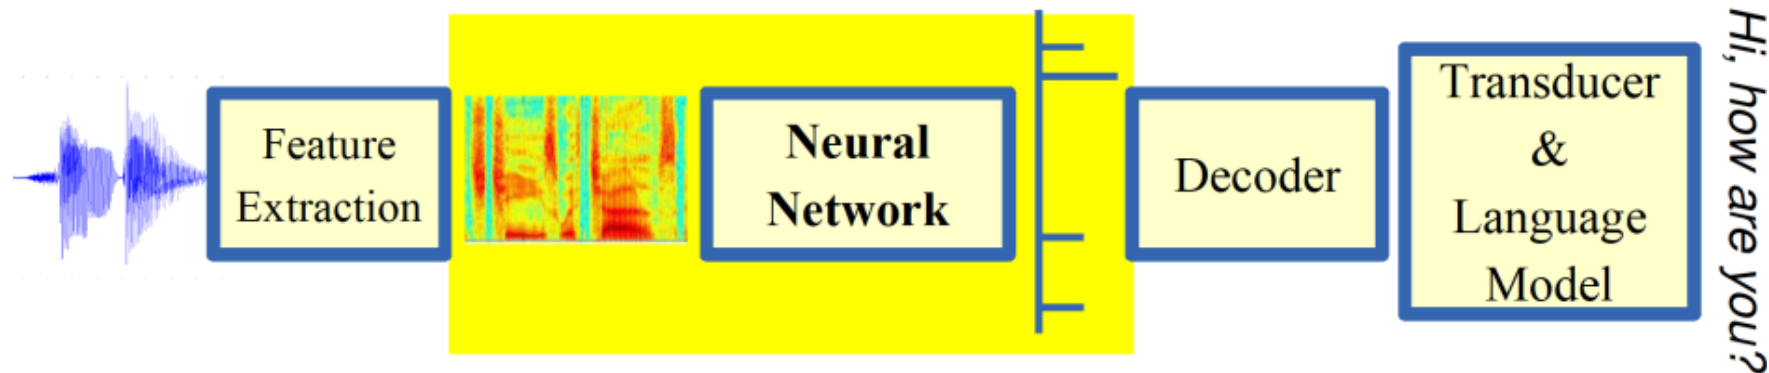 Feature
Extraction
Neural
Network
Decoder
Transducer
&
Language
Model
Hi, how are you?